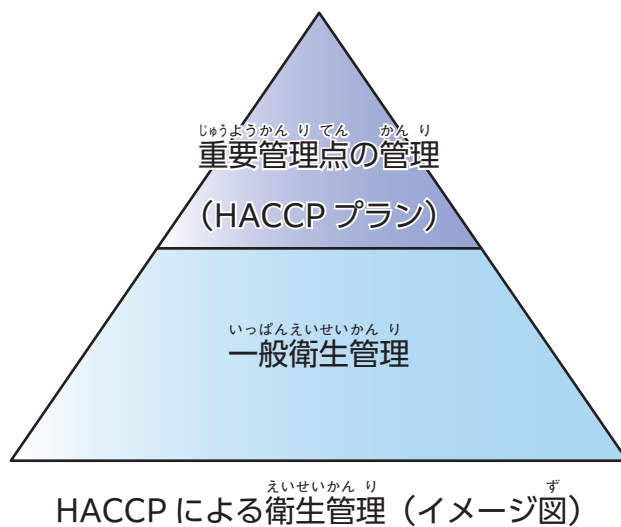 じゅうようかんりてん かんり
重要管理点の管理
(HACCP プラン)
いっぱんえいせいかんり
一般衛生管理
えいせいかんり ず
HACCP による衛生管理(イメージ図)